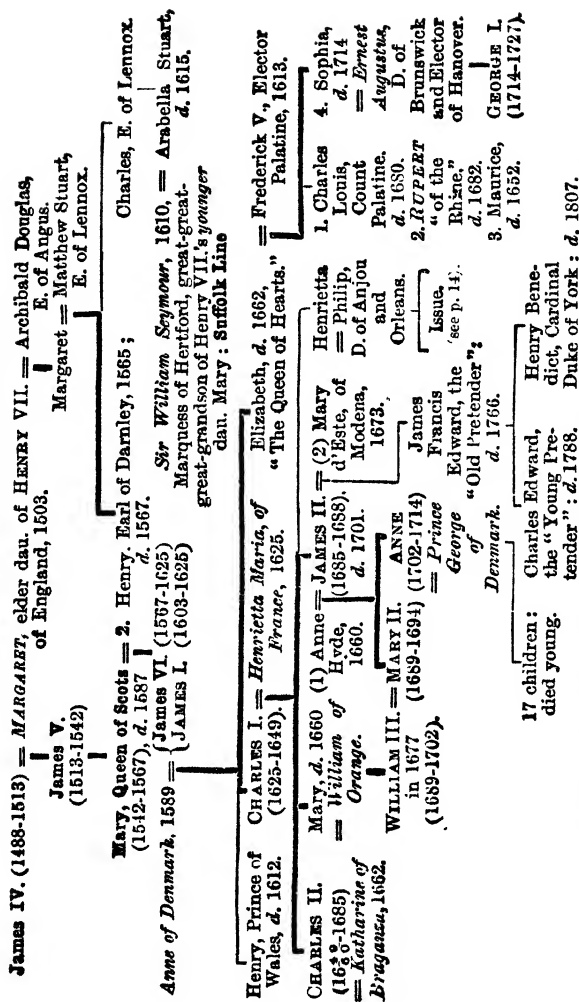 James IV. (1488-1513) = MARGARET, elder dau. of HENRY VII. = Archibald Douglas,
of England, 1503. E. of Angus.
James V. Margaret = Matthew Stuart,
(1513-1542) E. of Lennox.
Mary, Queen of Scots = 2. Henry. Earl of Darnley, 1565; Charles, E. of Lennox.
(1542-1567), d. 1587 d. 1567.
Anne of Denmark, 1589 = { James VI. (1567-1625) Sir William Seymour, 1610, = Arabella Stuart,
JAMES I. (1603-1625) Marquess of Hertford, great-great- d. 1615.
great-grandson of Henry VII.'s younger
dau. Mary: Suffolk Line
Henry, Prince of CHARLES I. = Henrietta Maria, of Elizabeth, d. 1662, = Frederick V., Elector
Wales, d. 1612. (1625-1649). France, 1625. "The Queen of Hearts." Palatine, 1613.
CHARLES II. Mary, d. 1660 (1) Anne = JAMES II. = (2) Mary Henrietta 1. Charles 4. Sophia,
-1685) = William of Hyde, (1685-1688). d'Este, of = Philip, Louis, d. 1714
= Katharine of Orange. 1660. d. 1701. Modena, D. of Anjou Count = Ernest
Braganza, 1662. 1673. and Palatine. Augustus,
Orleans. d. 1680. D. of
WILLIAM III. = MARY II. ANNE James Issue, 2. RUPERT Brunswick
in 1677 (1689-1694) (1702-1714) Francis see p. "of the and Elector
(1689-1702). = Prince Edward, the Rhine," of Hanover.
George "Old Pretender": d. 1682.
of d. 1766. 3. Maurice, GEORGE I.
Denmark. d. 1652. (1714-1727)
17 children: Charles Edward, Henry Bene-
died young. the "Young Pre- dict, Cardinal
tender": d. 1788. Duke of York: d. 1807.